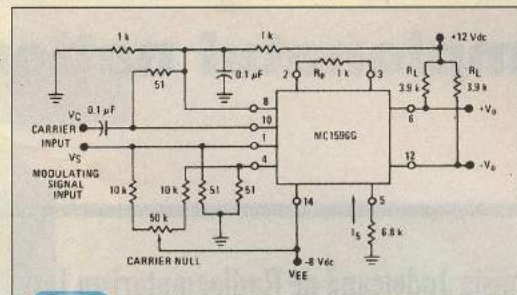 1 k
1 k
+12 Vdc
51
0.1 μF
2
Re 1 k
3
RL
3.9 k
RL
3.9 k
VC
0.1 μF
CARRIER
INPUT
VS
MODULATING
SIGNAL
INPUT
8
10
1
4
MC1596G
6
+Vo
12
-Vo
10 k
10 k
51
51
50 k
CARRIER NULL
14
5
I5
6.8 k
VEE
-8 Vdc